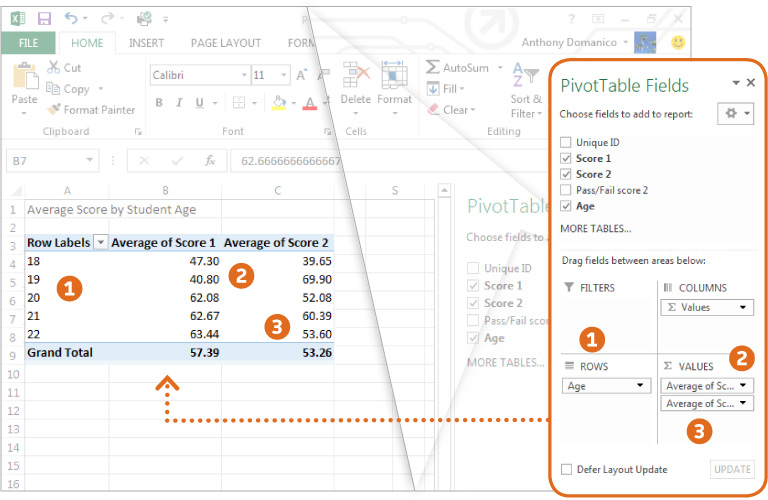 FILE HOME INSERT PAGE LAYOUT FORM
Anthony Domanico
Paste
Cut
Copy
Format Painter
Clipboard
Calibri 11
B I U A
Font
Delete Format
Cells
AutoSum
Fill
Clear
Sort &
Filter
Editing
B7 fx 62.6666666666667
A B C S
1 Average Score by Student Age
2
3 Row Labels Average of Score 1 Average of Score 2
4 18 47.30 39.65
5 19 40.80 69.90
6 20 62.08 52.08
7 21 62.67 60.39
8 22 63.44 53.60
9 Grand Total 57.39 53.26
10
11
12
13
14
15
16
1
2
3
PivotTabl
Choose fields to a
Unique ID
Score 1
Score 2
Pass/Fail scor
Age
MORE TABLES...
PivotTable Fields
Choose fields to add to report:
Unique ID
Score 1
Score 2
Pass/Fail score 2
Age
MORE TABLES...
Drag fields between areas below:
FILTERS
COLUMNS
Σ Values
1
ROWS
Age
2
Σ VALUES
Average of Sc...
Average of Sc...
3
Defer Layout Update UPDATE